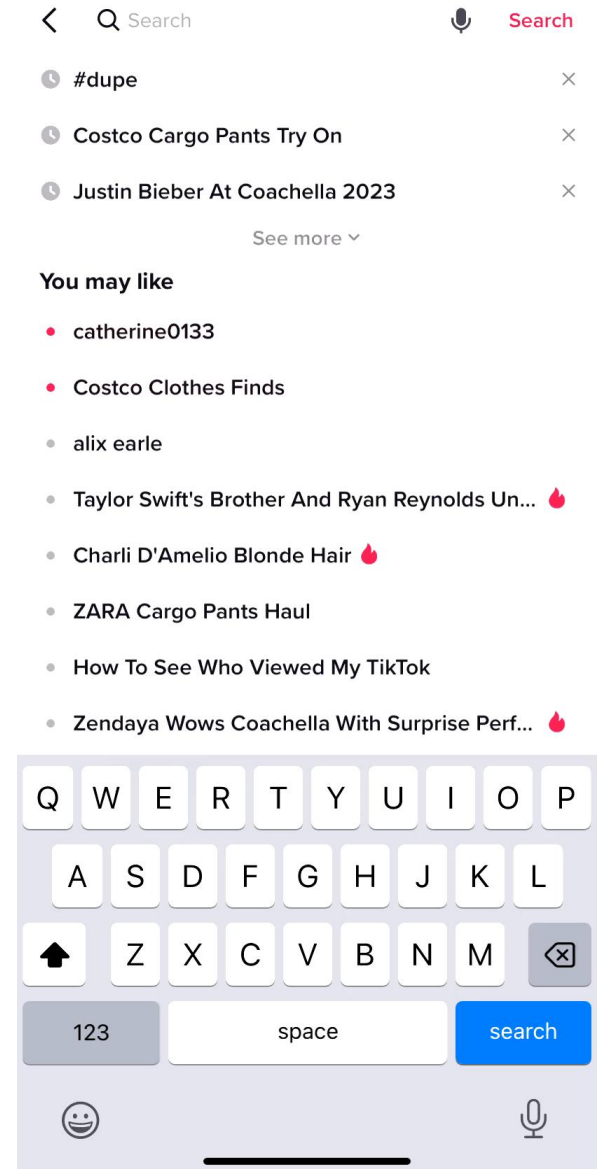 Search Search
#dupe
Costco Cargo Pants Try On
Justin Bieber At Coachella 2023
See more
You may like
catherine0133
Costco Clothes Finds
alix earle
Taylor Swift's Brother And Ryan Reynolds Un...
Charli D'Amelio Blonde Hair
ZARA Cargo Pants Haul
How To See Who Viewed My TikTok
Zendaya Wows Coachella With Surprise Perf...
Q W E R T Y U I O P
A S D F G H J K L
Z X C V B N M
123 space search